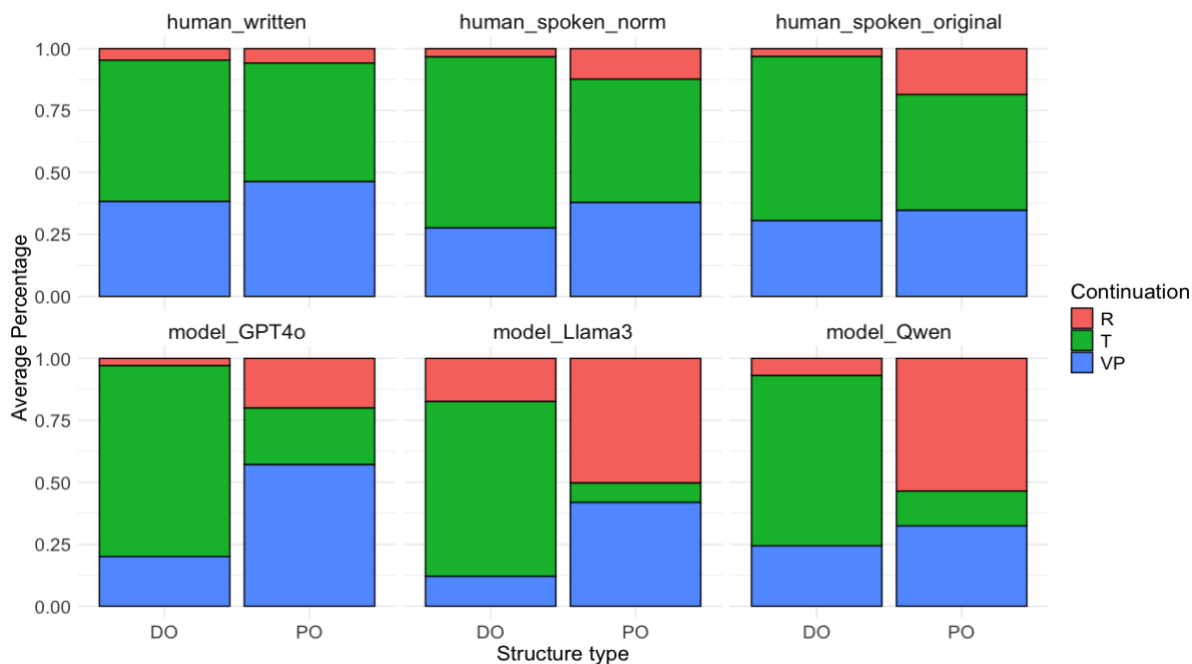 human_written
human_spoken_norm
human_spoken_original
1.00
0.75
0.50
0.25
0.00
model_GPT4o
model_Llama3
model_Qwen
1.00
0.75
0.50
0.25
0.00
DO
PO
DO
PO
DO
PO
Average Percentage
Structure type
Continuation
R
T
VP